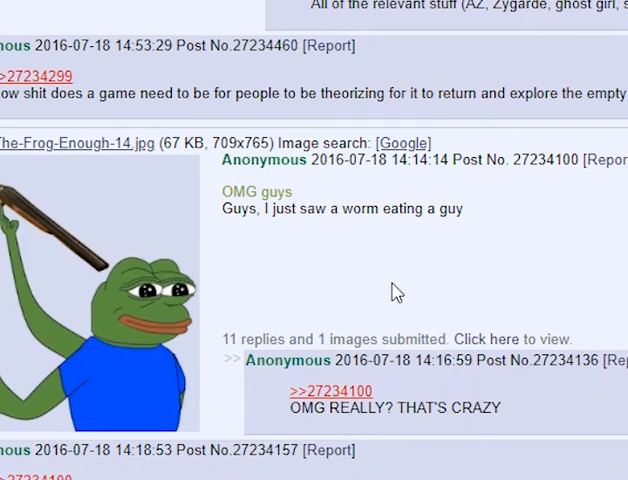 All of the relevant stuff (AZ, Zygarde, ghost girl, s
nous 2016-07-18 14:53:29 Post No.27234460 [Report]
>27234299
ow shit does a game need to be for people to be theorizing for it to return and explore the empty
The-Frog-Enough-14.jpg (67 KB, 709x765) Image search: [Google]
Anonymous 2016-07-18 14:14:14 Post No. 27234100 [Repor
OMG guys
Guys, I just saw a worm eating a guy
11 replies and 1 images submitted. Click here to view.
>> Anonymous 2016-07-18 14:16:59 Post No.27234136 [Rep
>>27234100
OMG REALLY? THAT'S CRAZY
nous 2016-07-18 14:18:53 Post No.27234157 [Report]
>27234100